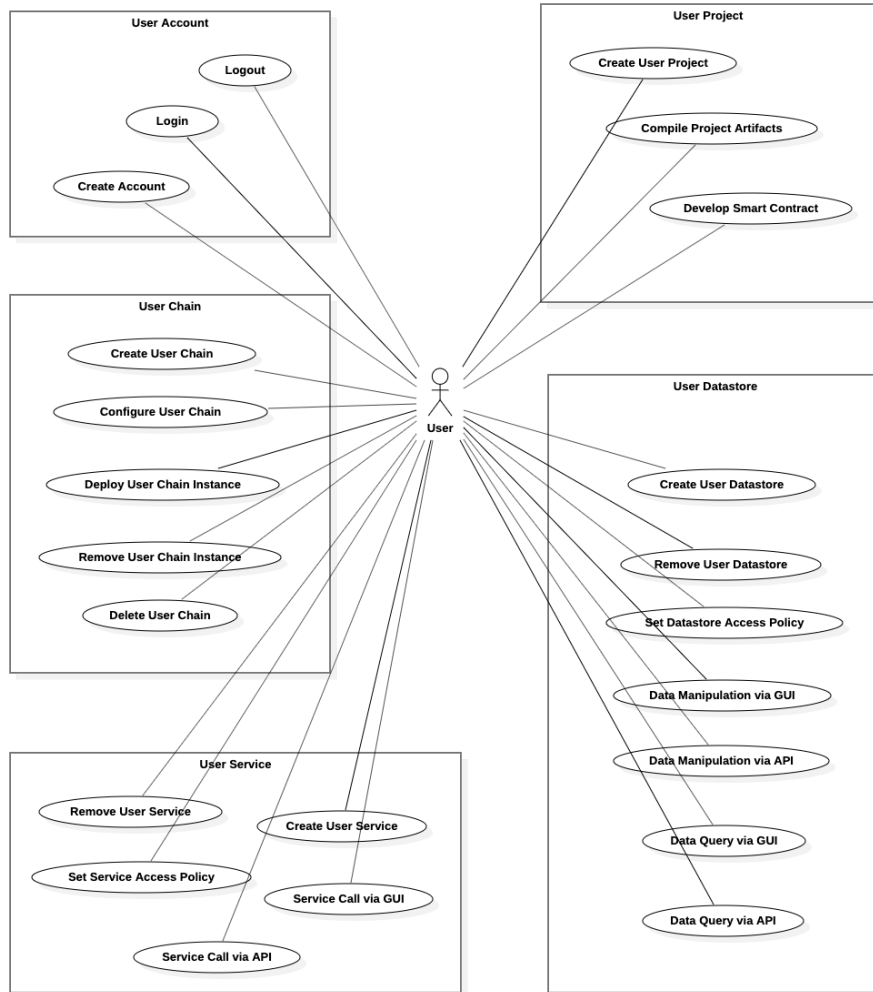 User Account
Logout
Login
Create Account
User Project
Create User Project
Compile Project Artifacts
Develop Smart Contract
User Chain
Create User Chain
Configure User Chain
Deploy User Chain Instance
Remove User Chain Instance
Delete User Chain
User
User Datastore
Create User Datastore
Remove User Datastore
Set Datastore Access Policy
Data Manipulation via GUI
Data Manipulation via API
Data Query via GUI
Data Query via API
User Service
Remove User Service
Create User Service
Set Service Access Policy
Service Call via GUI
Service Call via API